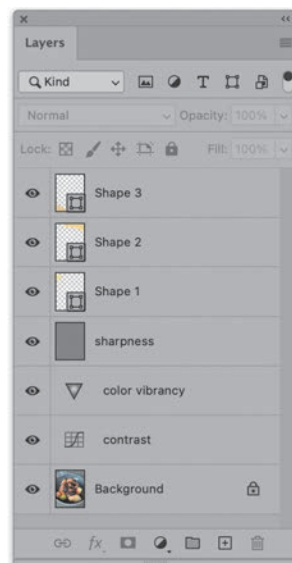 Layers
Kind
Normal Opacity: 100%
Lock: Fill: 100%
Shape 3
Shape 2
Shape 1
sharpness
color vibrancy
contrast
Background
fx